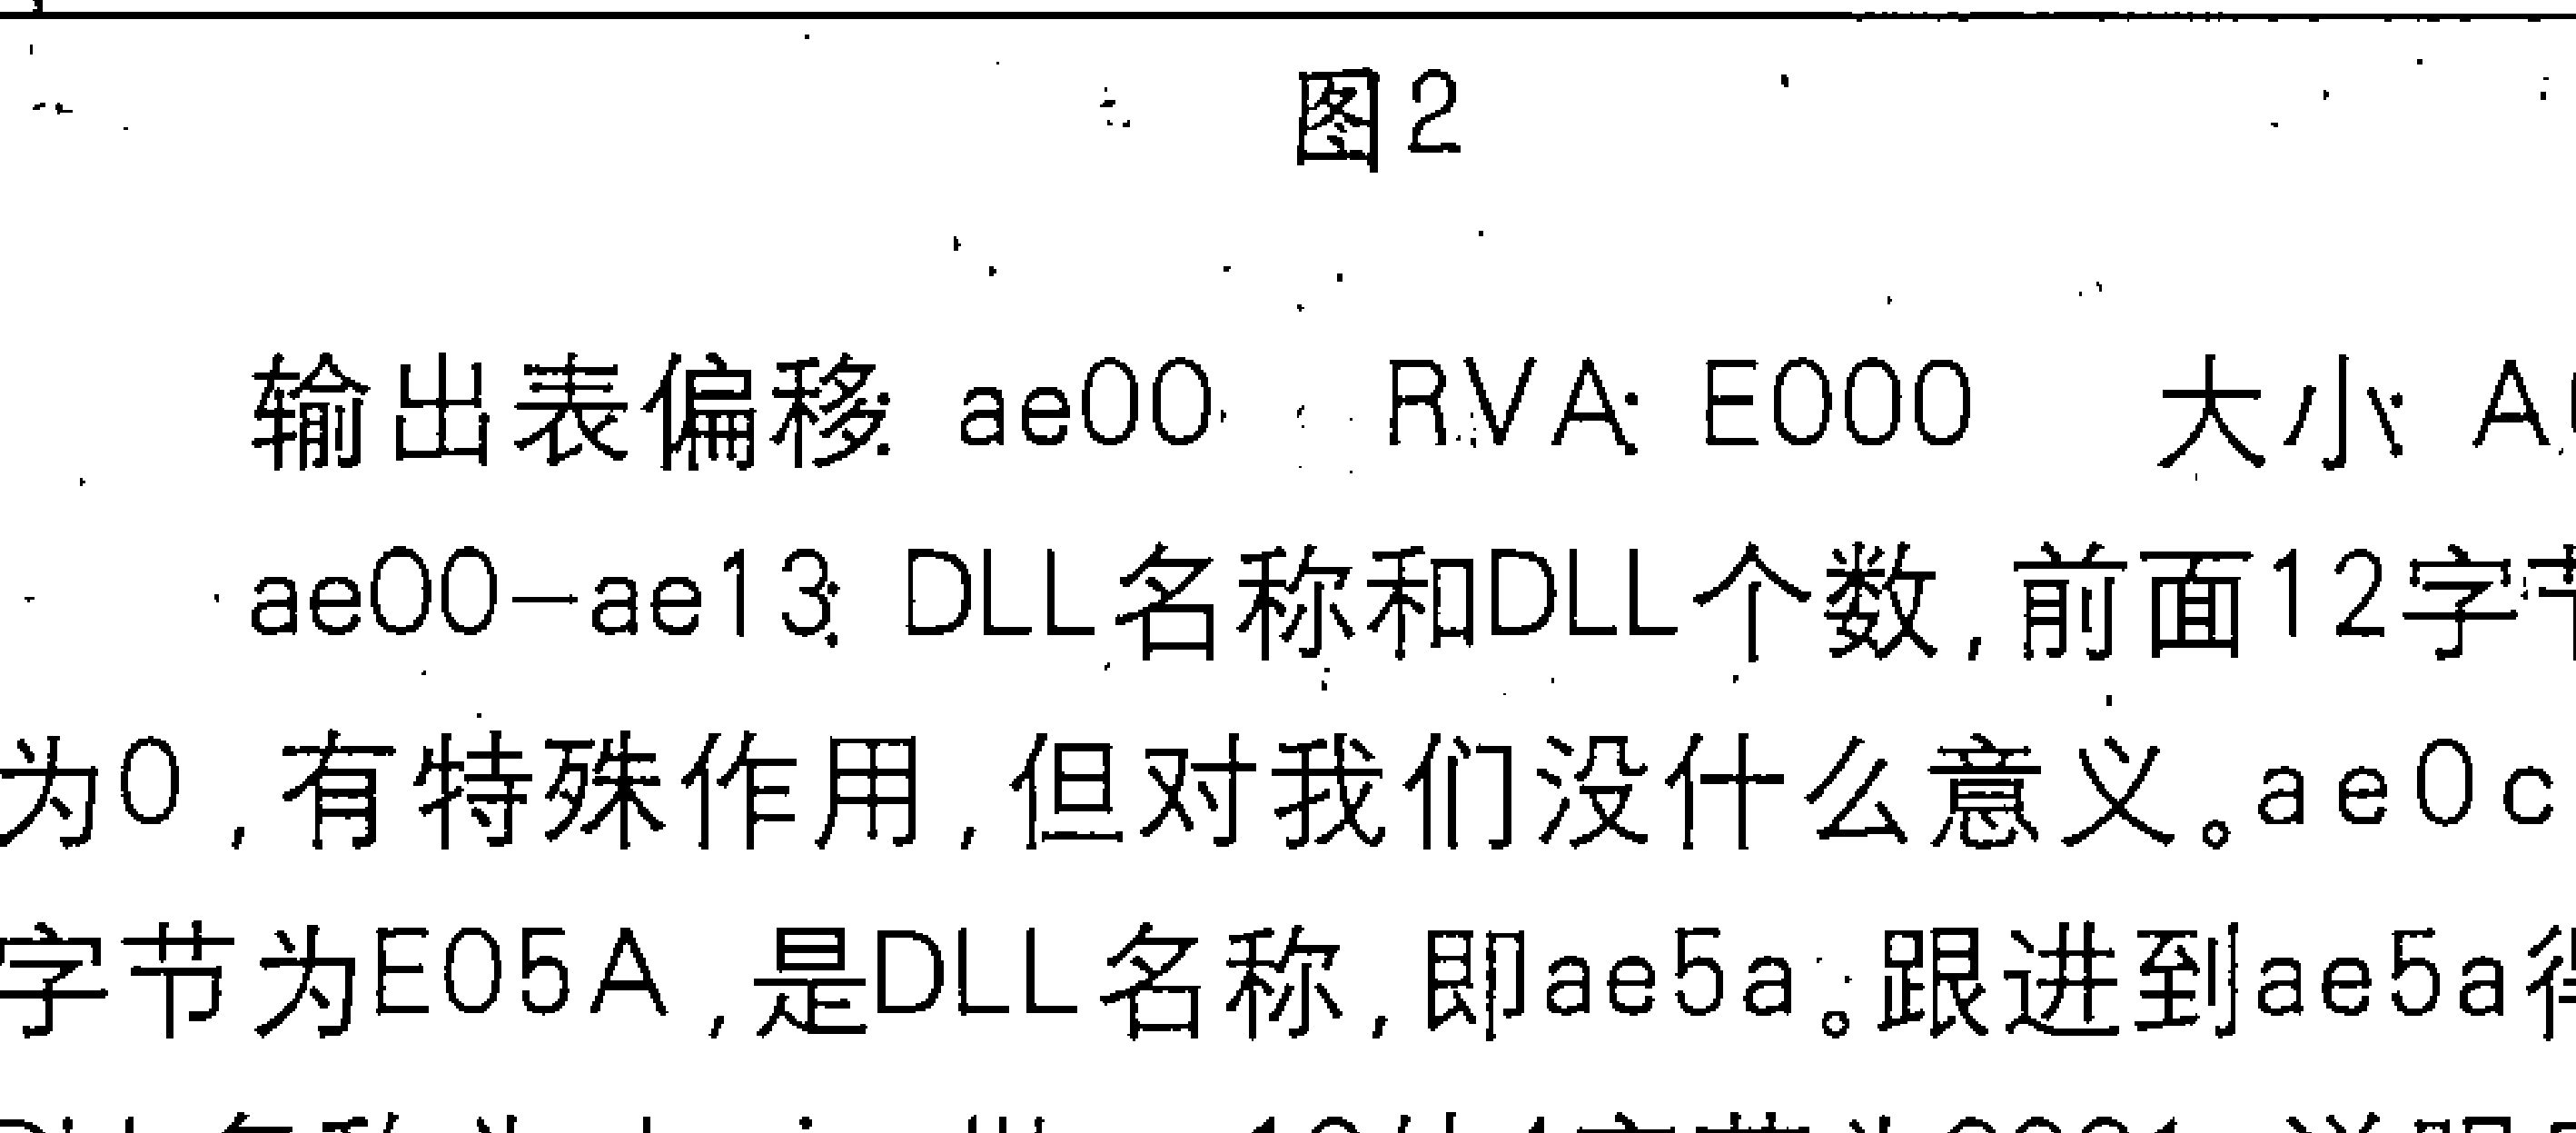 图2
输出表偏移: ae00 RVA: E000 大小:
ae00-ae13: DLL名称和DLL个数,前面12字节
为0,有特殊作用,但对我们没什么意义。ae0c
字节为E05A,是DLL名称,即ae5a。跟进到ae5a